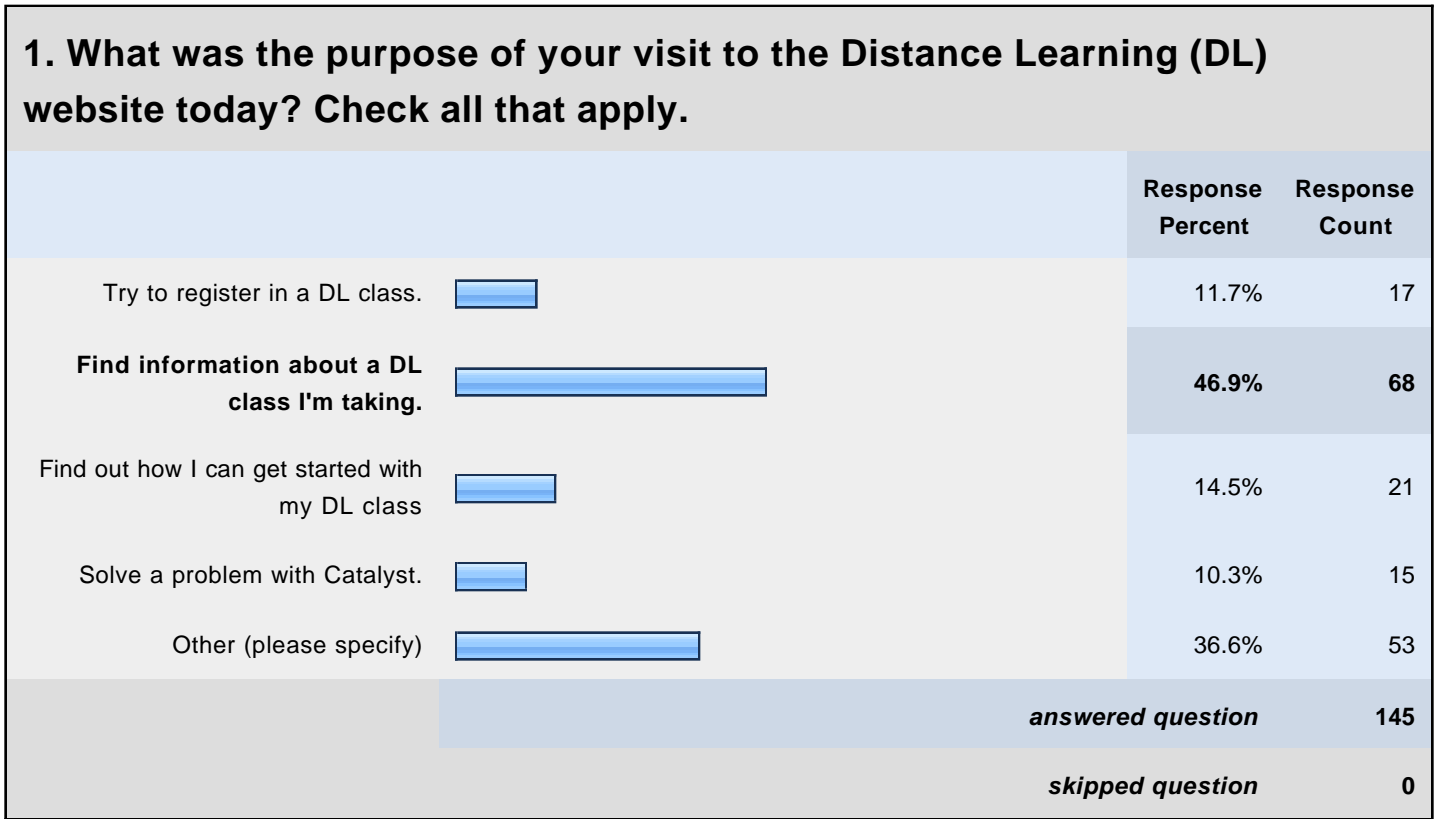 1. What was the purpose of your visit to the Distance Learning (DL)
website today? Check all that apply.
Response Percent
Response Count
Try to register in a DL class. 11.7% 17
Find information about a DL
class I'm taking. 46.9% 68
Find out how I can get started with
my DL class 14.5% 21
Solve a problem with Catalyst. 10.3% 15
Other (please specify) 36.6% 53
answered question 145
skipped question 0